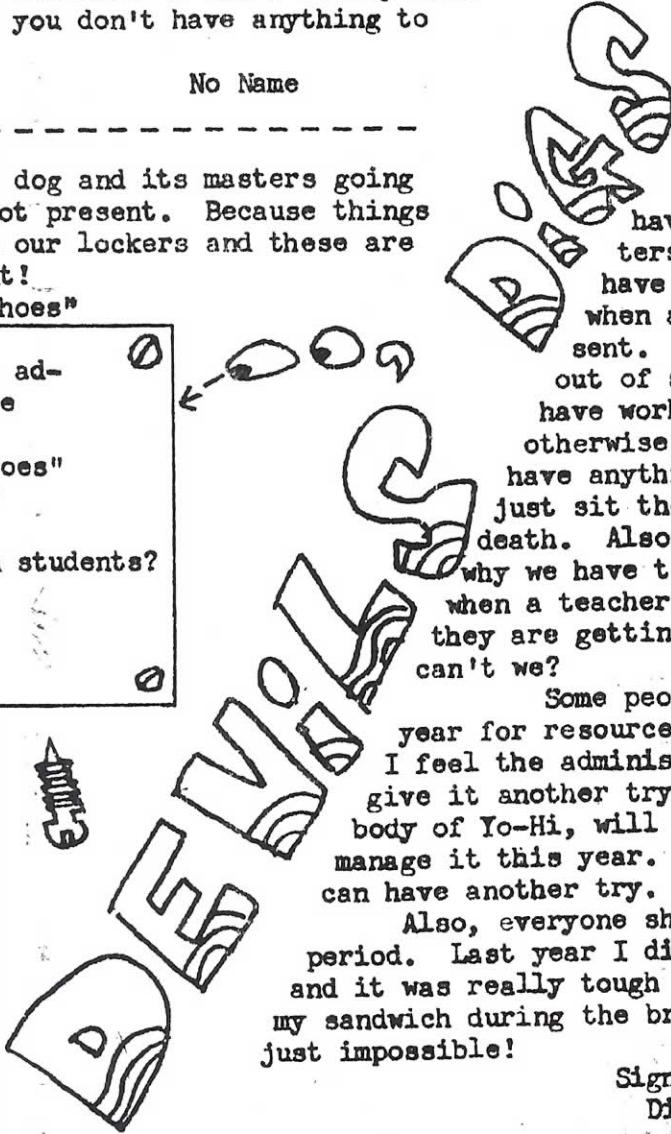 you don't have anything to
No Name
dog and its masters going
ot present. Because things
our lockers and these are
t!
hoes"
ad-
e
oes"
students?
DEViLS DiGS
hav
ters
have
when a
sent.
out of s
have work
otherwise
have anythi
just sit the
death. Also
why we have t
when a teacher
they are gettin
can't we?
Some peo
year for resource
I feel the adminis
give it another try
body of Yo-Hi, will
manage it this year.
can have another try.
Also, everyone sh
period. Last year I di
and it was really tough
my sandwich during the br
just impossible!
Sign
Di